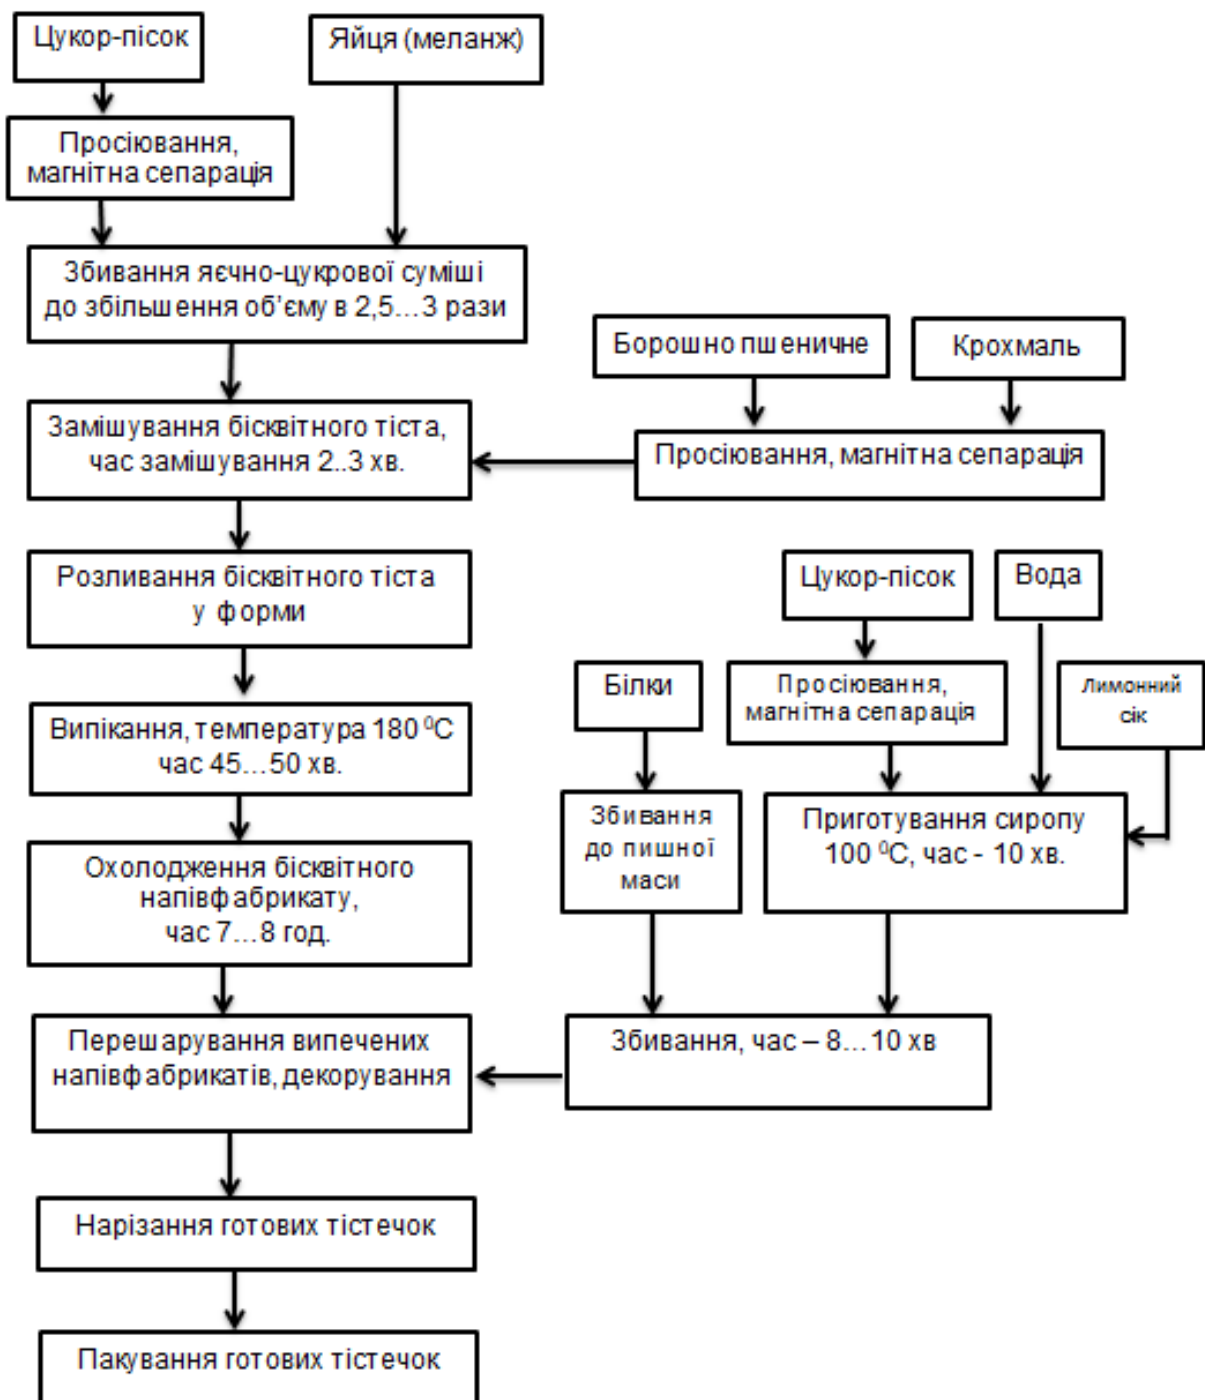 Цукор-пісок
Яйця (меланж)
Просіювання,
магнітна сепарація
Збивання яєчно-цукрової суміші
до збільшення об’єму в 2,5…3 рази
Борошно пшеничне
Крохмаль
Замішування бісквітного тіста,
час замішування 2..3 хв.
Просіювання, магнітна сепарація
Розливання бісквітного тіста
у форми
Цукор-пісок
Вода
Білки
Просіювання,
магнітна сепарація
Лимонний
сік
Випікання, температура 180 ⁰С
час 45…50 хв.
Збивання
до пишної
маси
Приготування сиропу
100 ⁰С, час - 10 хв.
Охолодження бісквітного
напівфабрикату,
час 7…8 год.
Перешарування випечених
напівфабрикатів, декорування
Збивання, час – 8…10 хв
Нарізання готових тістечок
Пакування готових тістечок